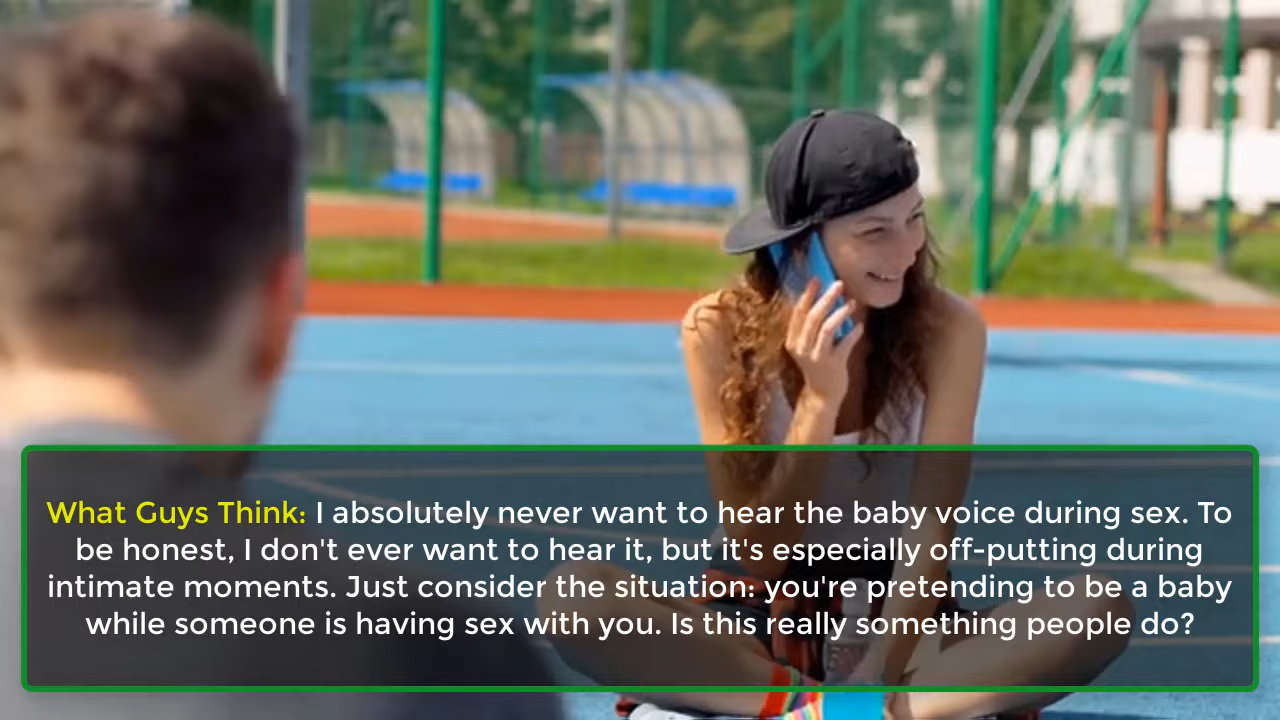 What Guys Think: I absolutely never want to hear the baby voice during sex. To
be honest, I don't ever want to hear it, but it's especially off-putting during
intimate moments. Just consider the situation: you're pretending to be a baby
while someone is having sex with you. Is this really something people do?